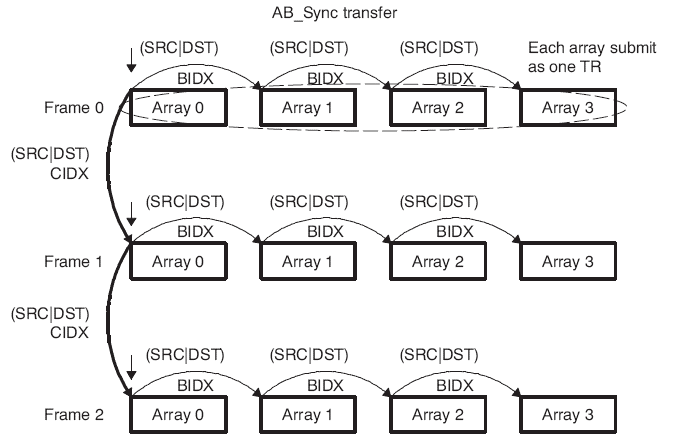 AB_Sync transfer
(SRC|DST) (SRC|DST) (SRC|DST) Each array submit
as one TR
BIDX BIDX BIDX
Frame 0 Array 0 Array 1 Array 2 Array 3
(SRC|DST)
CIDX
(SRC|DST) (SRC|DST) (SRC|DST)
BIDX BIDX BIDX
Frame 1 Array 0 Array 1 Array 2 Array 3
(SRC|DST)
CIDX
(SRC|DST) (SRC|DST) (SRC|DST)
BIDX BIDX BIDX
Frame 2 Array 0 Array 1 Array 2 Array 3